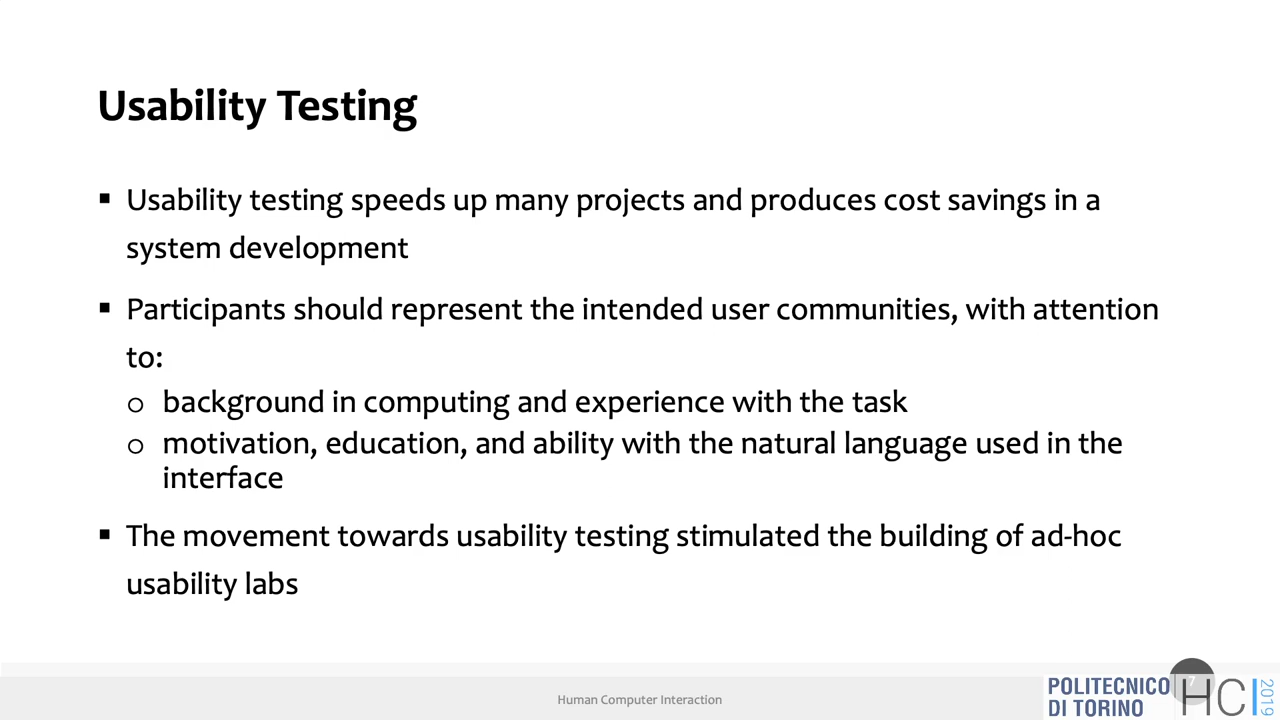 Usability Testing
▪ Usability testing speeds up many projects and produces cost savings in a
system development
▪ Participants should represent the intended user communities, with attention
to:
o background in computing and experience with the task
o motivation, education, and ability with the natural language used in the
interface
▪ The movement towards usability testing stimulated the building of ad-hoc
usability labs
Human Computer Interaction
POLITECNICO
DI TORINO
7
HCI
2019